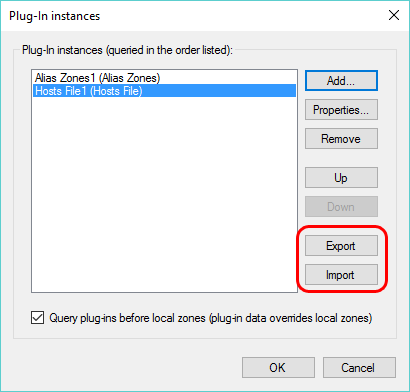 Plug-In instances
Plug-In instances (queried in the order listed):
Alias Zones1 (Alias Zones)
Hosts File1 (Hosts File)
Add...
Properties...
Remove
Up
Down
Export
Import
Query plug-ins before local zones (plug-in data overrides local zones)
OK
Cancel